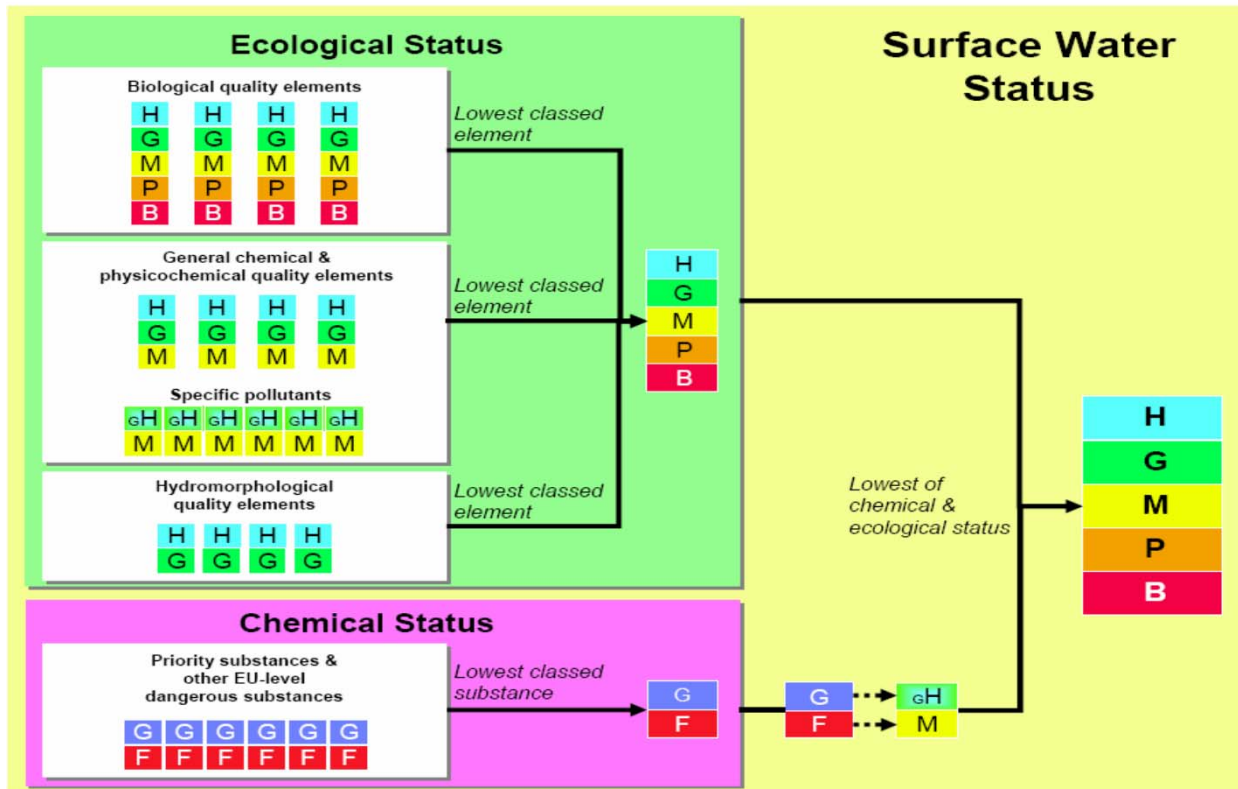 Ecological Status
Surface Water
Status
Biological quality elements
H H H H
G G G G
M M M M
P P P P
B B B B
Lowest classed
element
General chemical &
physicochemical quality elements
H H H H
G G G G
M M M M
Lowest classed
element
Specific pollutants
GH GH GH GH GH GH
M M M M M M
Hydromorphological
quality elements
H H H H
G G G G
Lowest classed
element
H
G
M
P
B
Chemical Status
Priority substances &
other EU-level
dangerous substances
G G G G G G
F F F F F F
Lowest classed
substance
G
F
G GH
F M
Lowest of
chemical &
ecological status
H
G
M
P
B